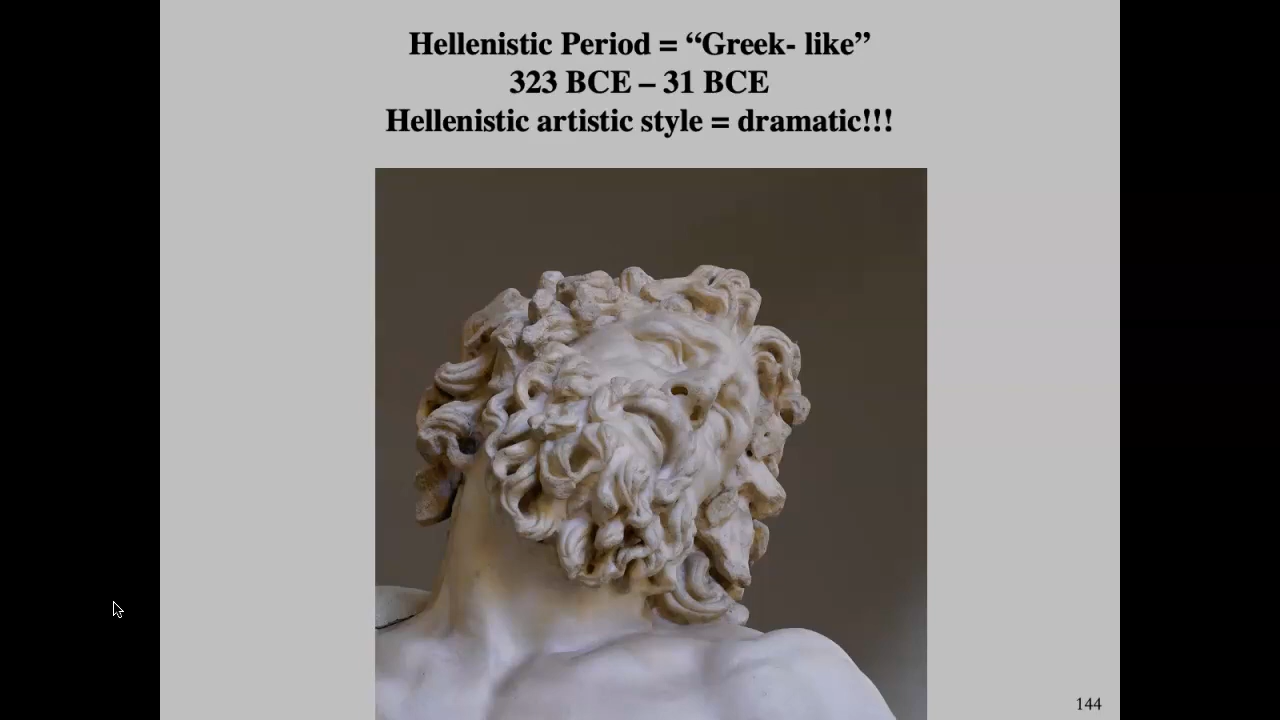 Hellenistic Period = “Greek- like”
323 BCE – 31 BCE
Hellenistic artistic style = dramatic!!!
144